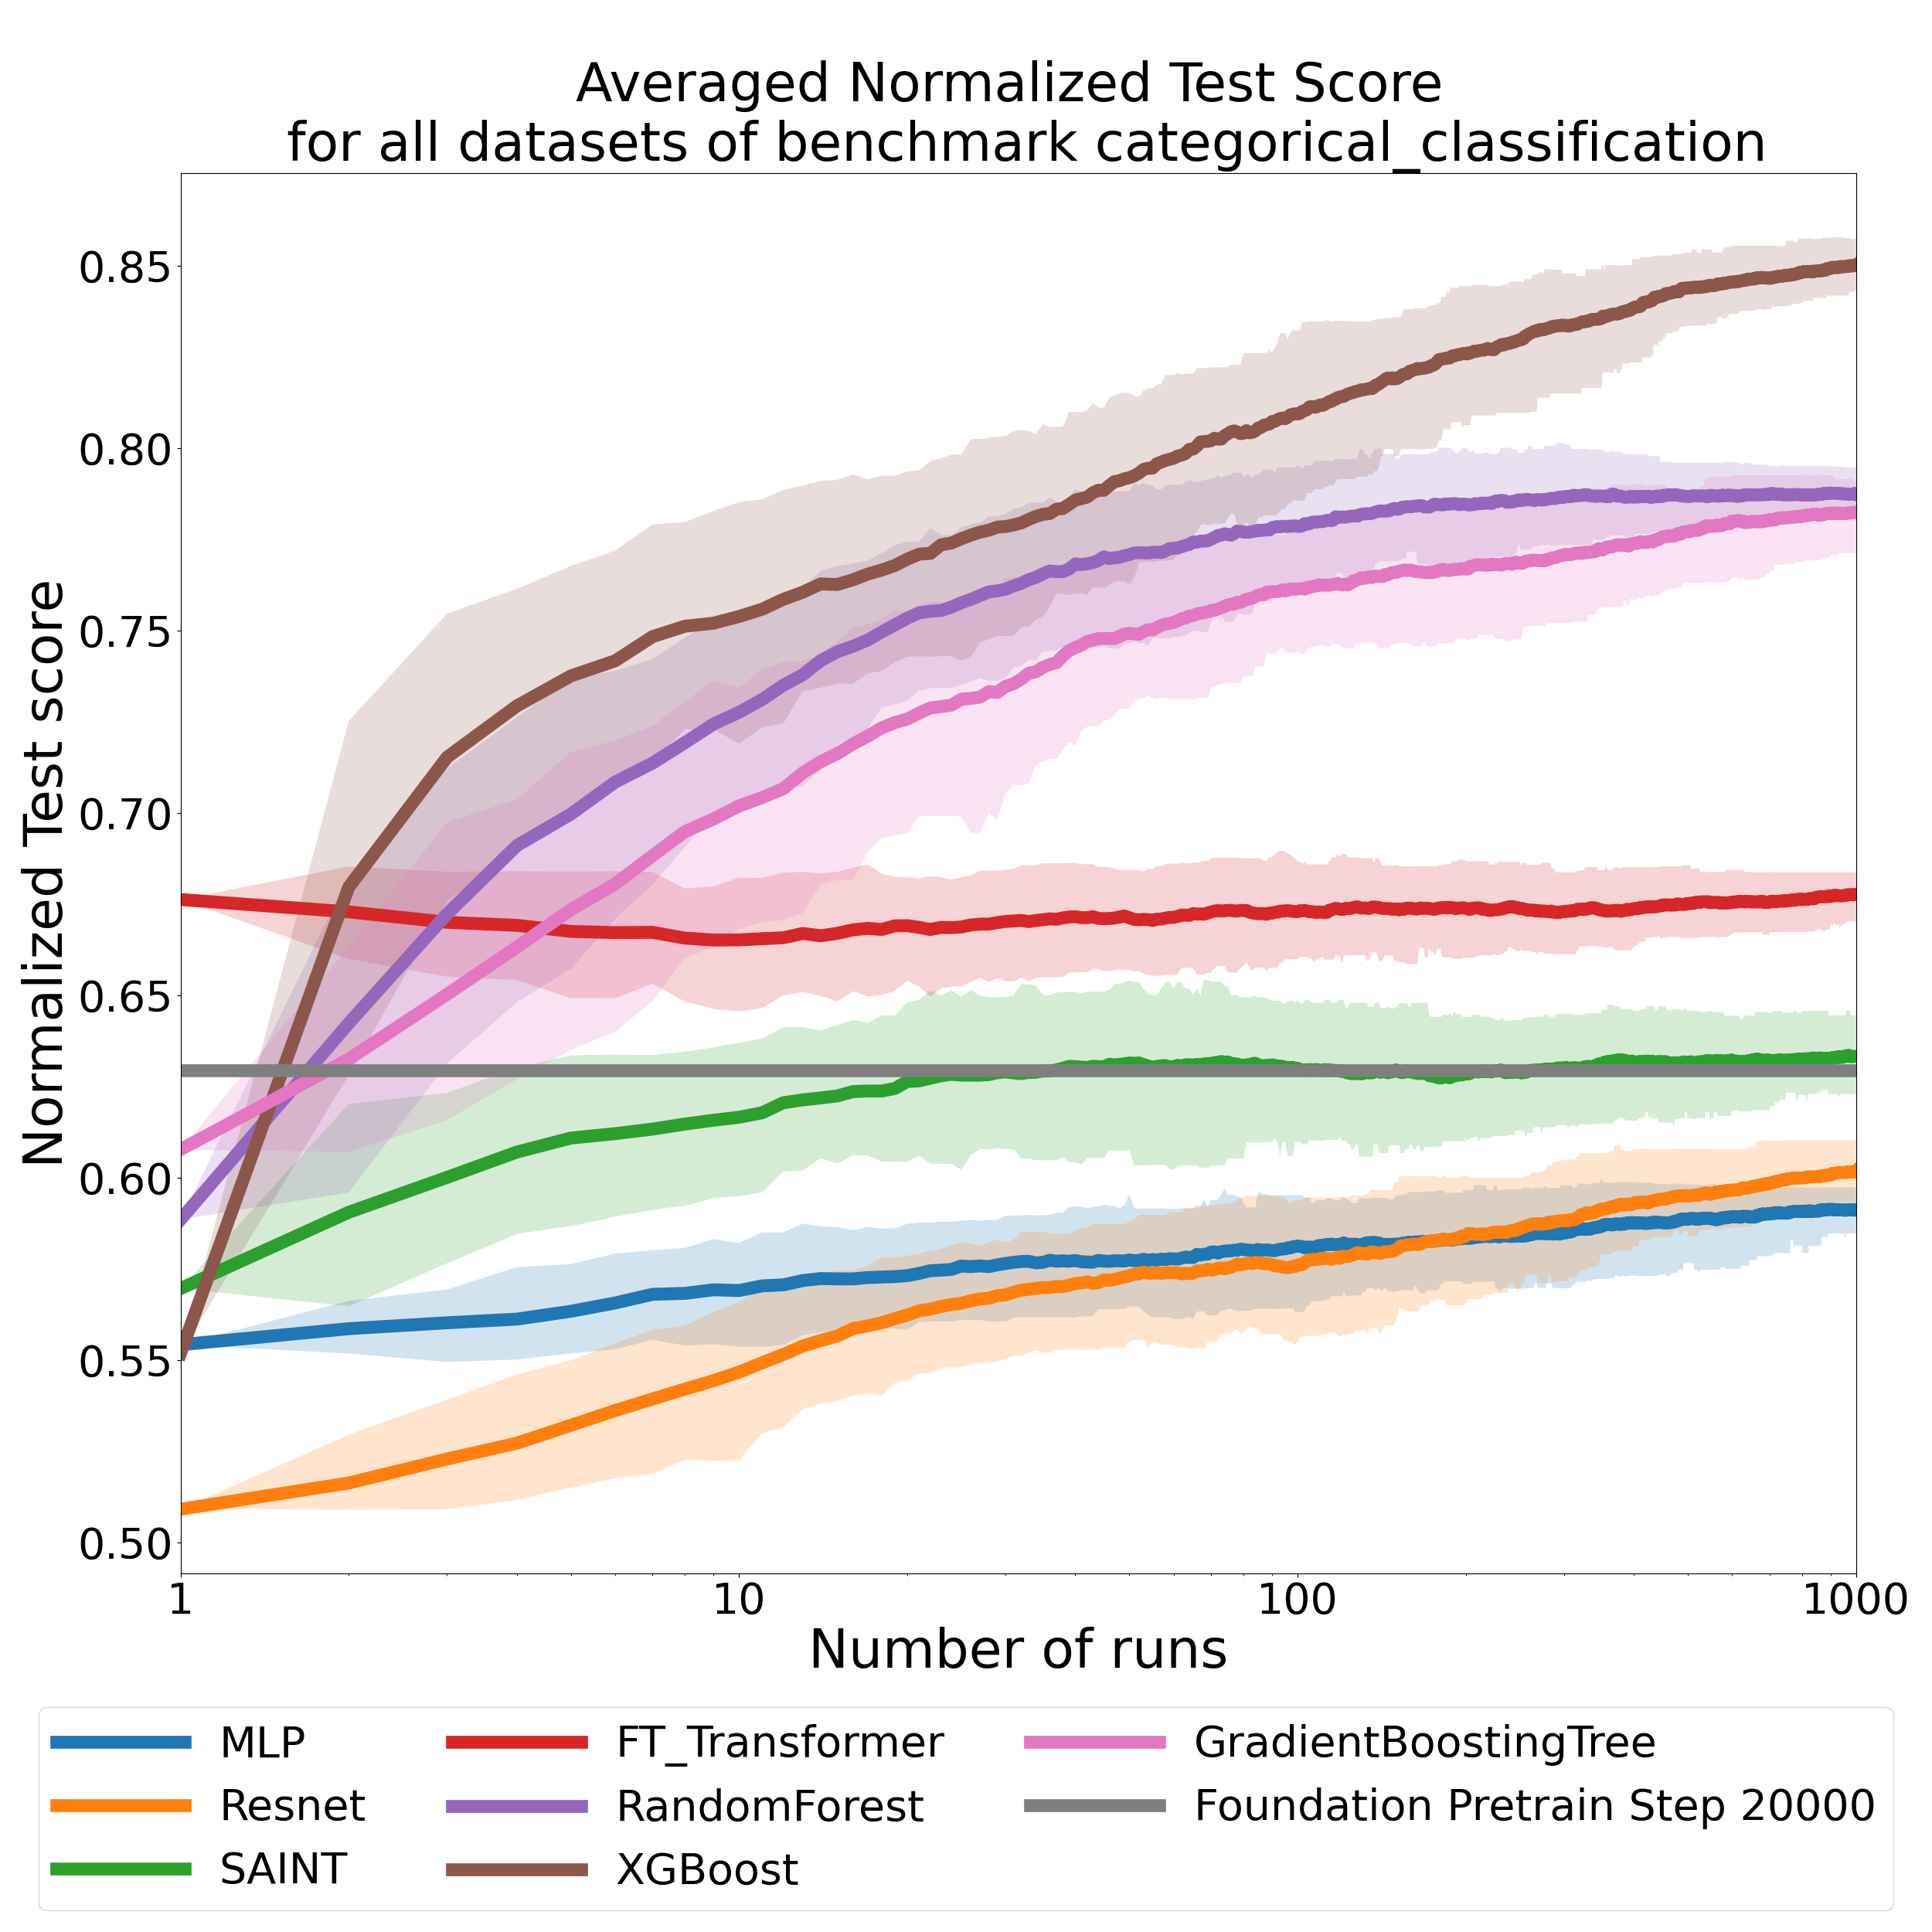 Averaged Normalized Test Score
for all datasets of benchmark categorical_classification
Normalized Test score
0.85
0.80
0.75
0.70
0.65
0.60
0.55
0.50
1
10
100
1000
Number of runs
MLP
Resnet
SAINT
FT_Transformer
RandomForest
XGBoost
GradientBoostingTree
Foundation Pretrain Step 20000